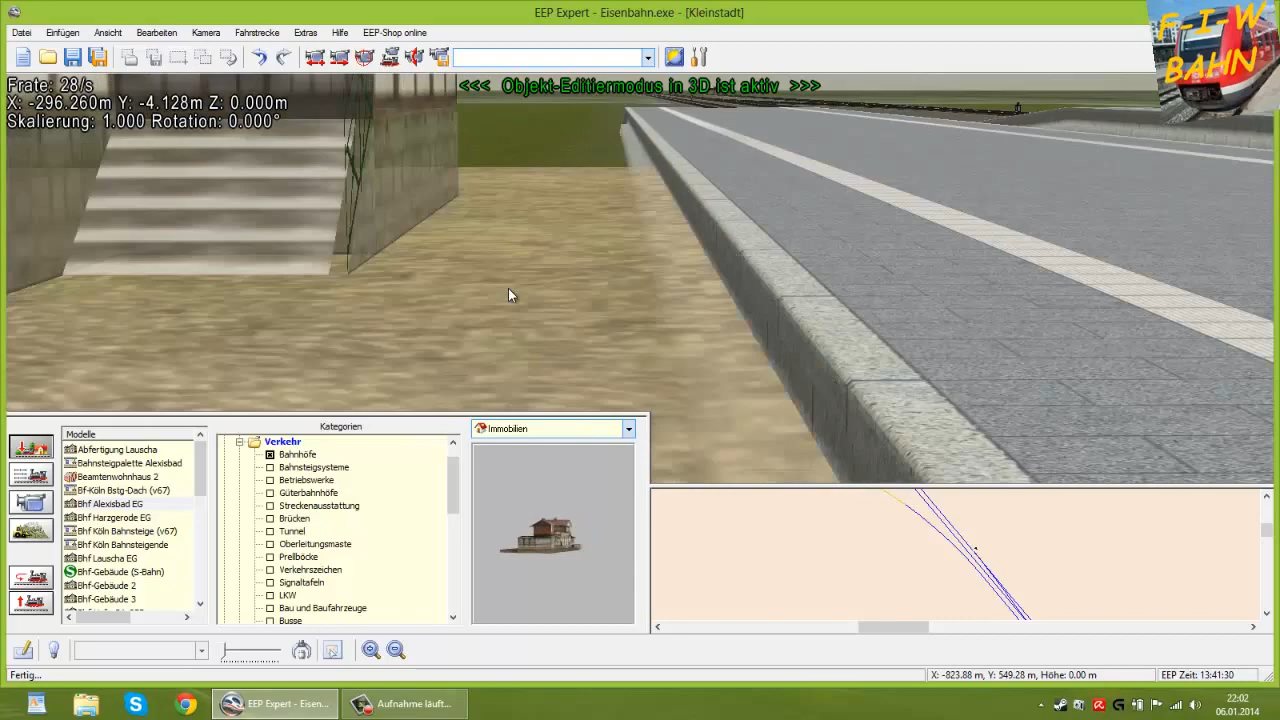 EEP Expert - Eisenbahn.exe - [Kleinstadt]
Datei Einfügen Ansicht Bearbeiten Kamera Fahrstrecke Extras Hilfe EEP-Shop online
F-I-W
BAHN
Frate: 28/s
<<< Objekt-Editiermodus in 3D ist aktiv >>>
X: -296.260m Y: -4.128m Z: 0.000m
Skalierung: 1.000 Rotation: 0.000°
Modelle
Abfertigung Lauscha
Bahnsteigpalette Alexisbad
Beamtenwohnhaus 2
Bf-Köln Bstg-Dach (v67)
Bhf Alexisbad EG
Bhf Harzgerode EG
Bhf Köln Bahnsteige (v67)
Bhf Köln Bahnsteigende
Bhf Lauscha EG
Bhf-Gebäude (S-Bahn)
Bhf-Gebäude 2
Bhf-Gebäude 3
Kategorien
Verkehr
Bahnhöfe
Bahnsteigsysteme
Betriebswerke
Güterbahnhöfe
Streckenausstattung
Brücken
Tunnel
Oberleitungsmaste
Prellböcke
Verkehrszeichen
Signaltafeln
LKW
Bau und Baufahrzeuge
Busse
Immobilien
Fertig...
X: -823.88 m, Y: 549.28 m, Höhe: 0.00 m
EEP Zeit: 13:41:30
EEP Expert - Eisen...
Aufnahme läuft...
22:02
06.01.2014